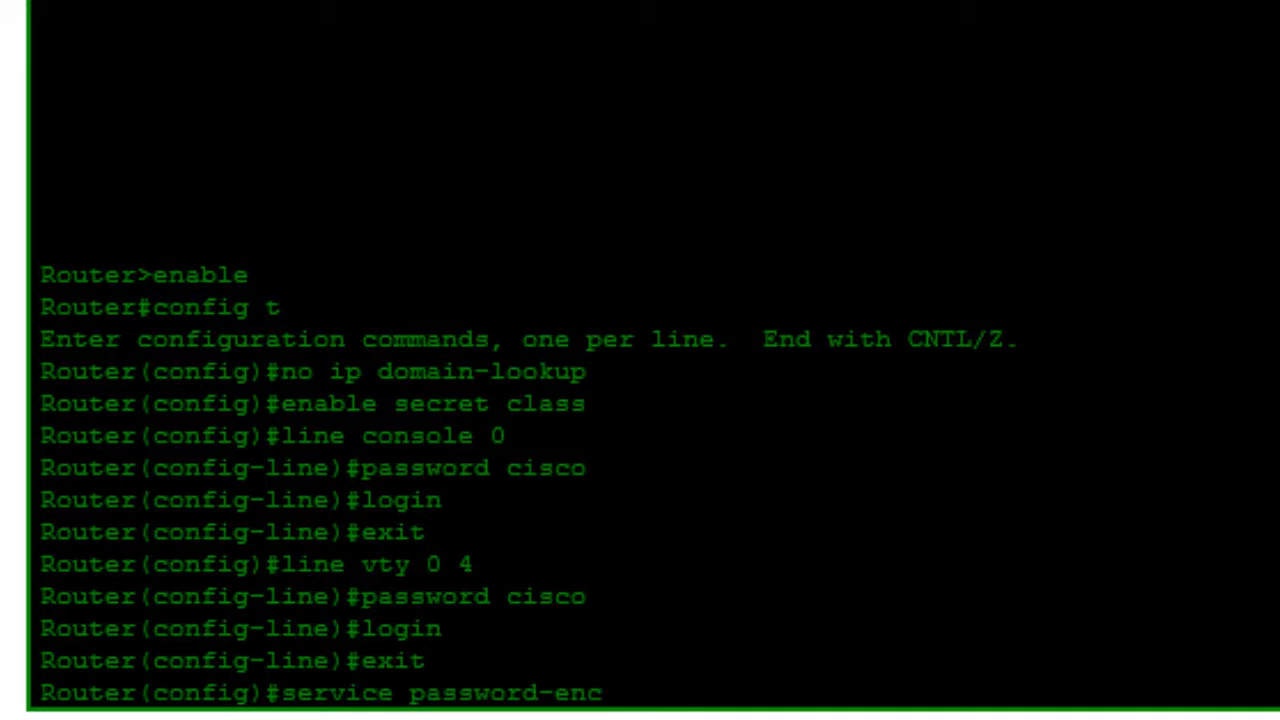 Router>enable
Router#config t
Enter configuration commands, one per line.  End with CNTL/Z.
Router(config)#no ip domain-lookup
Router(config)#enable secret class
Router(config)#line console 0
Router(config-line)#password cisco
Router(config-line)#login
Router(config-line)#exit
Router(config)#line vty 0 4
Router(config-line)#password cisco
Router(config-line)#login
Router(config-line)#exit
Router(config)#service password-enc